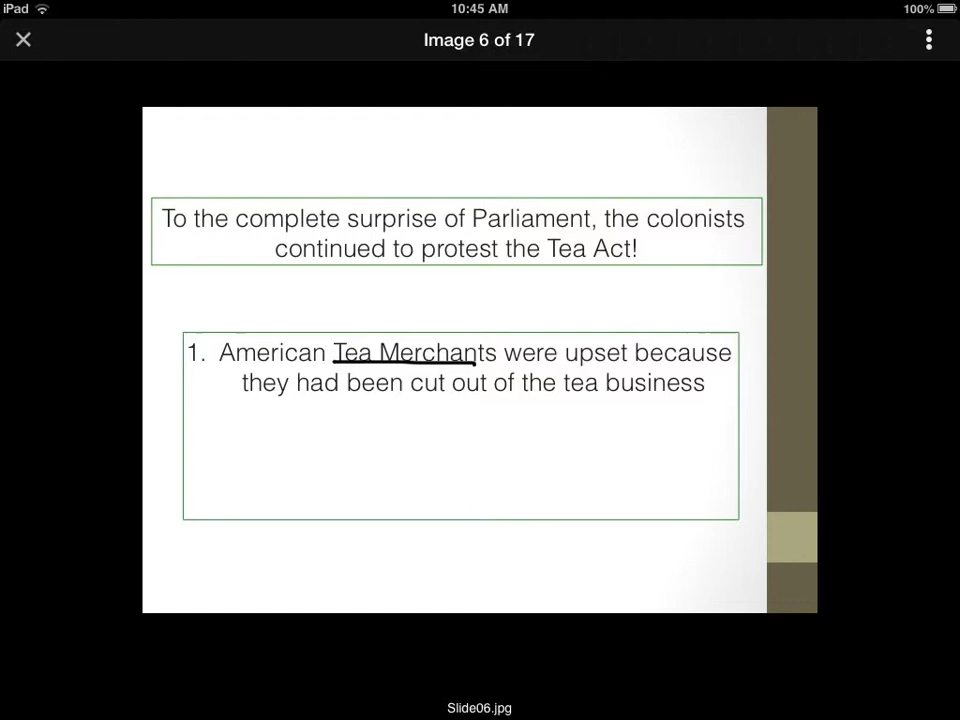 iPad
10:45 AM
100%
Image 6 of 17
To the complete surprise of Parliament, the colonists
continued to protest the Tea Act!
1. American Tea Merchants were upset because
they had been cut out of the tea business
Slide06.jpg